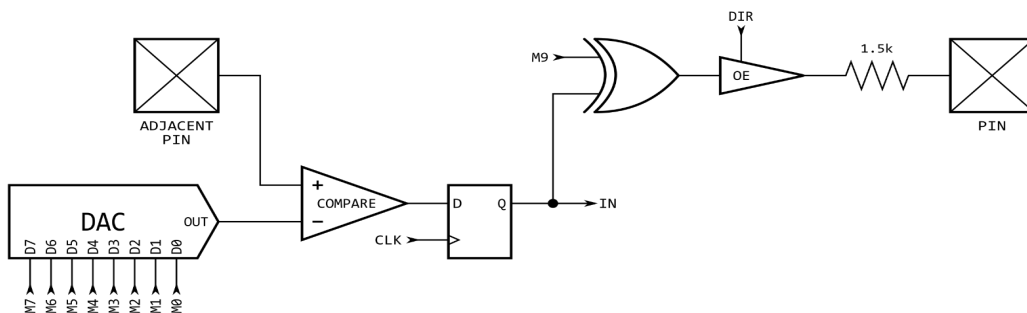 DIR
M9
OE
1.5k
PIN
ADJACENT
PIN
+
COMPARE
−
D
Q
IN
CLK
DAC
OUT
D7 D6 D5 D4 D3 D2 D1 D0
M7 M6 M5 M4 M3 M2 M1 M0